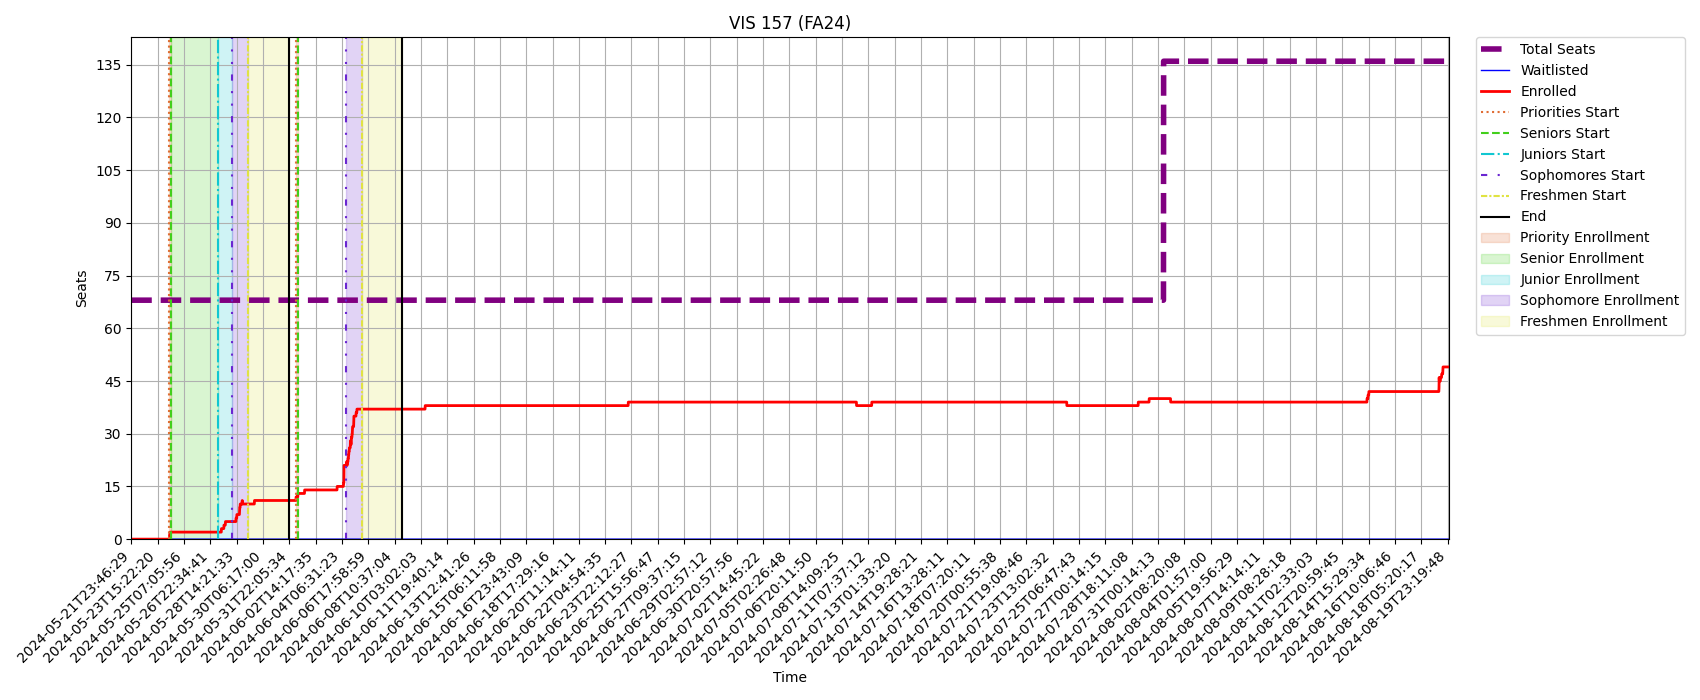 VIS 157 (FA24)
Total Seats
Waitlisted
Enrolled
Priorities Start
Seniors Start
Juniors Start
Sophomores Start
Freshmen Start
End
Priority Enrollment
Senior Enrollment
Junior Enrollment
Sophomore Enrollment
Freshmen Enrollment
Seats
135
120
105
90
75
60
45
30
15
0
2024-05-21T23:46:29
2024-05-23T15:22:20
2024-05-25T07:05:56
2024-05-26T22:34:41
2024-05-28T14:21:33
2024-05-30T06:17:00
2024-05-31T22:05:34
2024-06-02T14:17:35
2024-06-04T06:31:23
2024-06-06T17:58:59
2024-06-08T10:37:04
2024-06-10T03:02:03
2024-06-11T19:40:14
2024-06-13T12:41:26
2024-06-15T06:11:58
2024-06-16T23:43:09
2024-06-18T17:29:16
2024-06-20T11:14:11
2024-06-22T04:54:35
2024-06-23T22:12:27
2024-06-25T15:56:47
2024-06-27T09:37:15
2024-06-29T02:57:12
2024-06-30T20:57:56
2024-07-02T14:45:22
2024-07-05T02:26:48
2024-07-06T20:11:50
2024-07-08T14:09:25
2024-07-11T07:37:12
2024-07-13T01:33:20
2024-07-14T19:28:21
2024-07-16T13:28:11
2024-07-18T07:20:11
2024-07-20T00:55:38
2024-07-21T19:08:46
2024-07-23T13:02:32
2024-07-25T06:47:43
2024-07-27T00:14:15
2024-07-28T18:11:08
2024-07-31T00:14:13
2024-08-02T08:20:08
2024-08-04T01:57:00
2024-08-05T19:56:29
2024-08-07T14:14:11
2024-08-09T08:28:18
2024-08-11T02:33:03
2024-08-12T20:59:45
2024-08-14T15:29:34
2024-08-16T10:06:46
2024-08-18T05:20:17
2024-08-19T23:19:48
Time